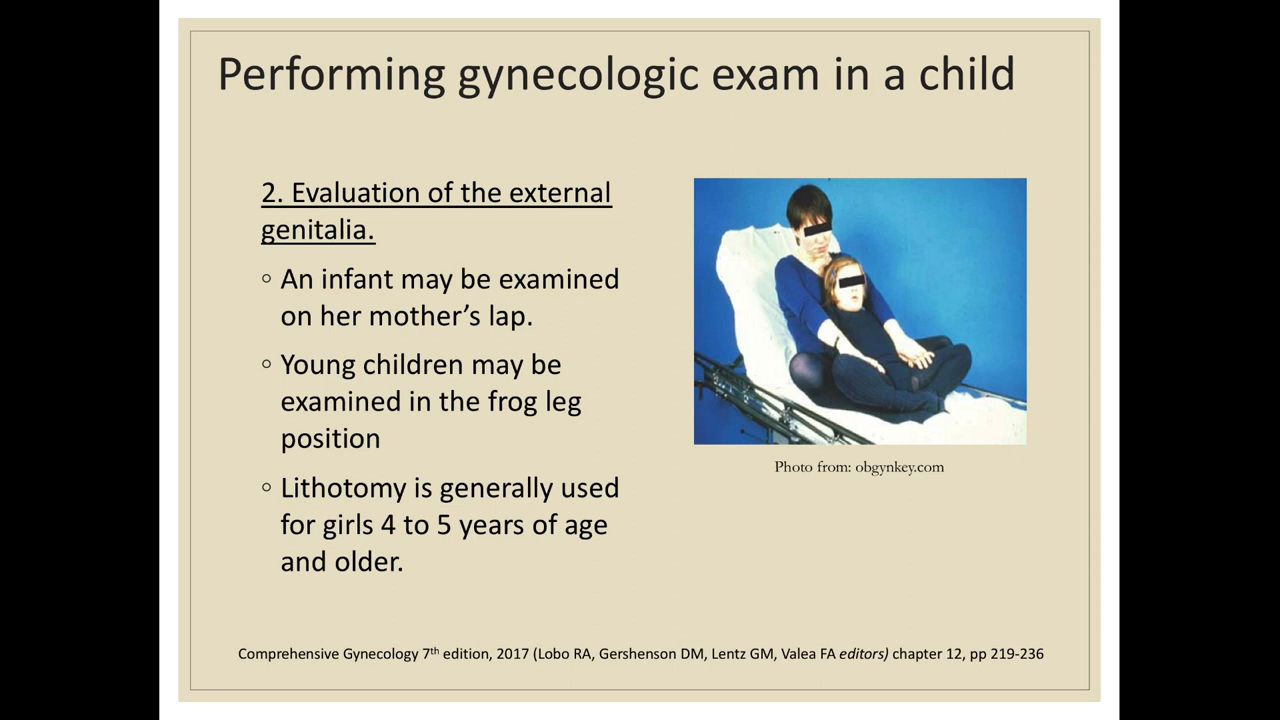 Performing gynecologic exam in a child
2. Evaluation of the external
genitalia.
◦ An infant may be examined
on her mother’s lap.
◦ Young children may be
examined in the frog leg
position
◦ Lithotomy is generally used
for girls 4 to 5 years of age
and older.
Photo from: obgynkey.com
Comprehensive Gynecology 7th edition, 2017 (Lobo RA, Gershenson DM, Lentz GM, Valea FA editors) chapter 12, pp 219-236